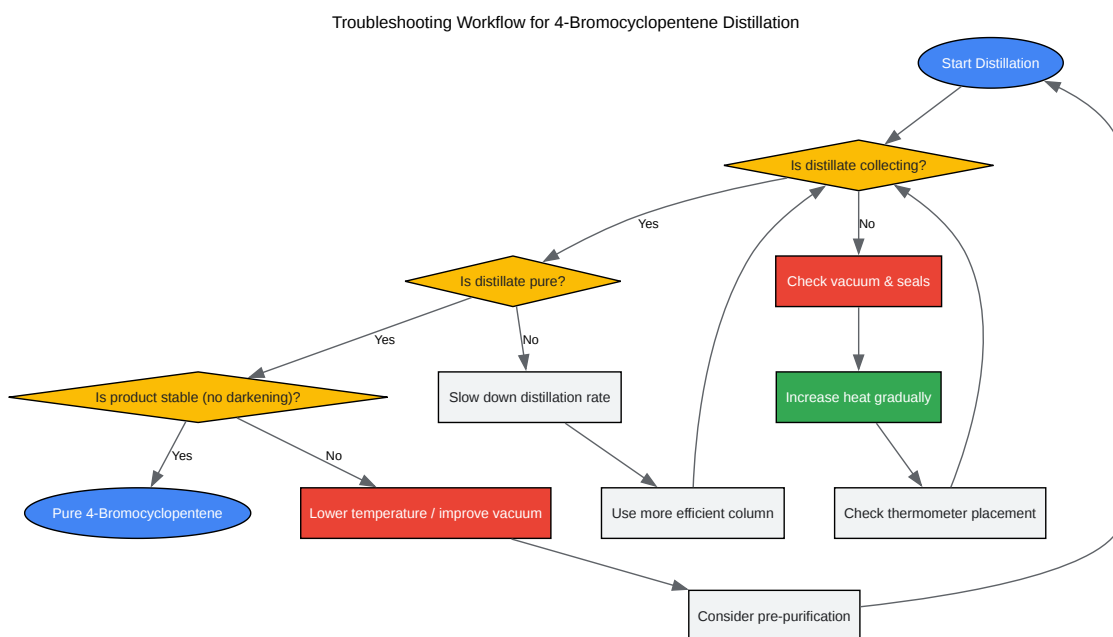 Troubleshooting Workflow for 4-Bromocyclopentene Distillation
Start Distillation
Is distillate collecting?
Yes
No
Is distillate pure?
Check vacuum & seals
Yes
No
Is product stable (no darkening)?
Slow down distillation rate
Increase heat gradually
Yes
No
Pure 4-Bromocyclopentene
Lower temperature / improve vacuum
Use more efficient column
Check thermometer placement
Consider pre-purification